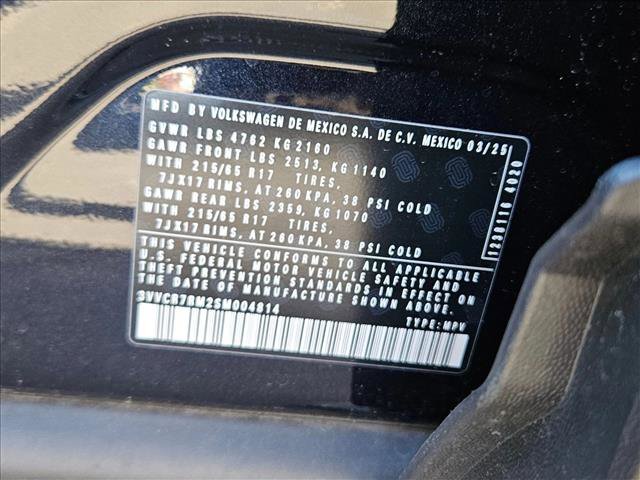 MFD BY VOLKSWAGEN DE MEXICO S.A. DE C.V. MEXICO 03/25
GVWR LBS 4762 KG 2160
GAWR FRONT LBS 2513, KG 1140
WITH 215/65 R17 TIRES,
7JX17 RIMS, AT 260 KPA, 38 PSI COLD
GAWR REAR LBS 2359, KG 1070
WITH 215/65 R17 TIRES,
7JX17 RIMS, AT 260 KPA, 38 PSI COLD
THIS VEHICLE CONFORMS TO ALL APPLICABLE
U.S. FEDERAL MOTOR VEHICLE SAFETY AND
THEFT PREVENTION STANDARDS IN EFFECT ON
THE DATE OF MANUFACTURE SHOWN ABOVE.
TYPE: MPV
1230116 4020